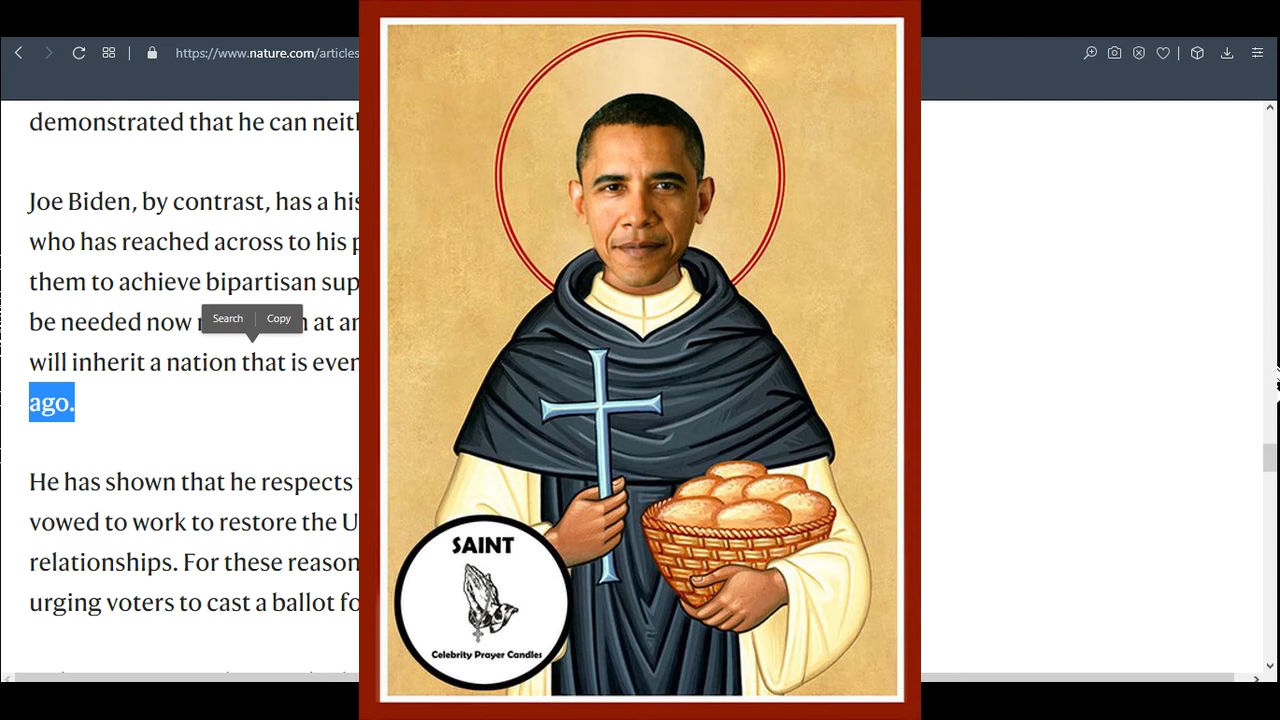 https://www.nature.com/articles
demonstrated that he can neith
Joe Biden, by contrast, has a his
who has reached across to his p
them to achieve bipartisan sup
be needed now
at an
Search
Copy
will inherit a nation that is even
ago.
He has shown that he respects
vowed to work to restore the U
relationships. For these reason
urging voters to cast a ballot fo
SAINT
Celebrity Prayer Candles